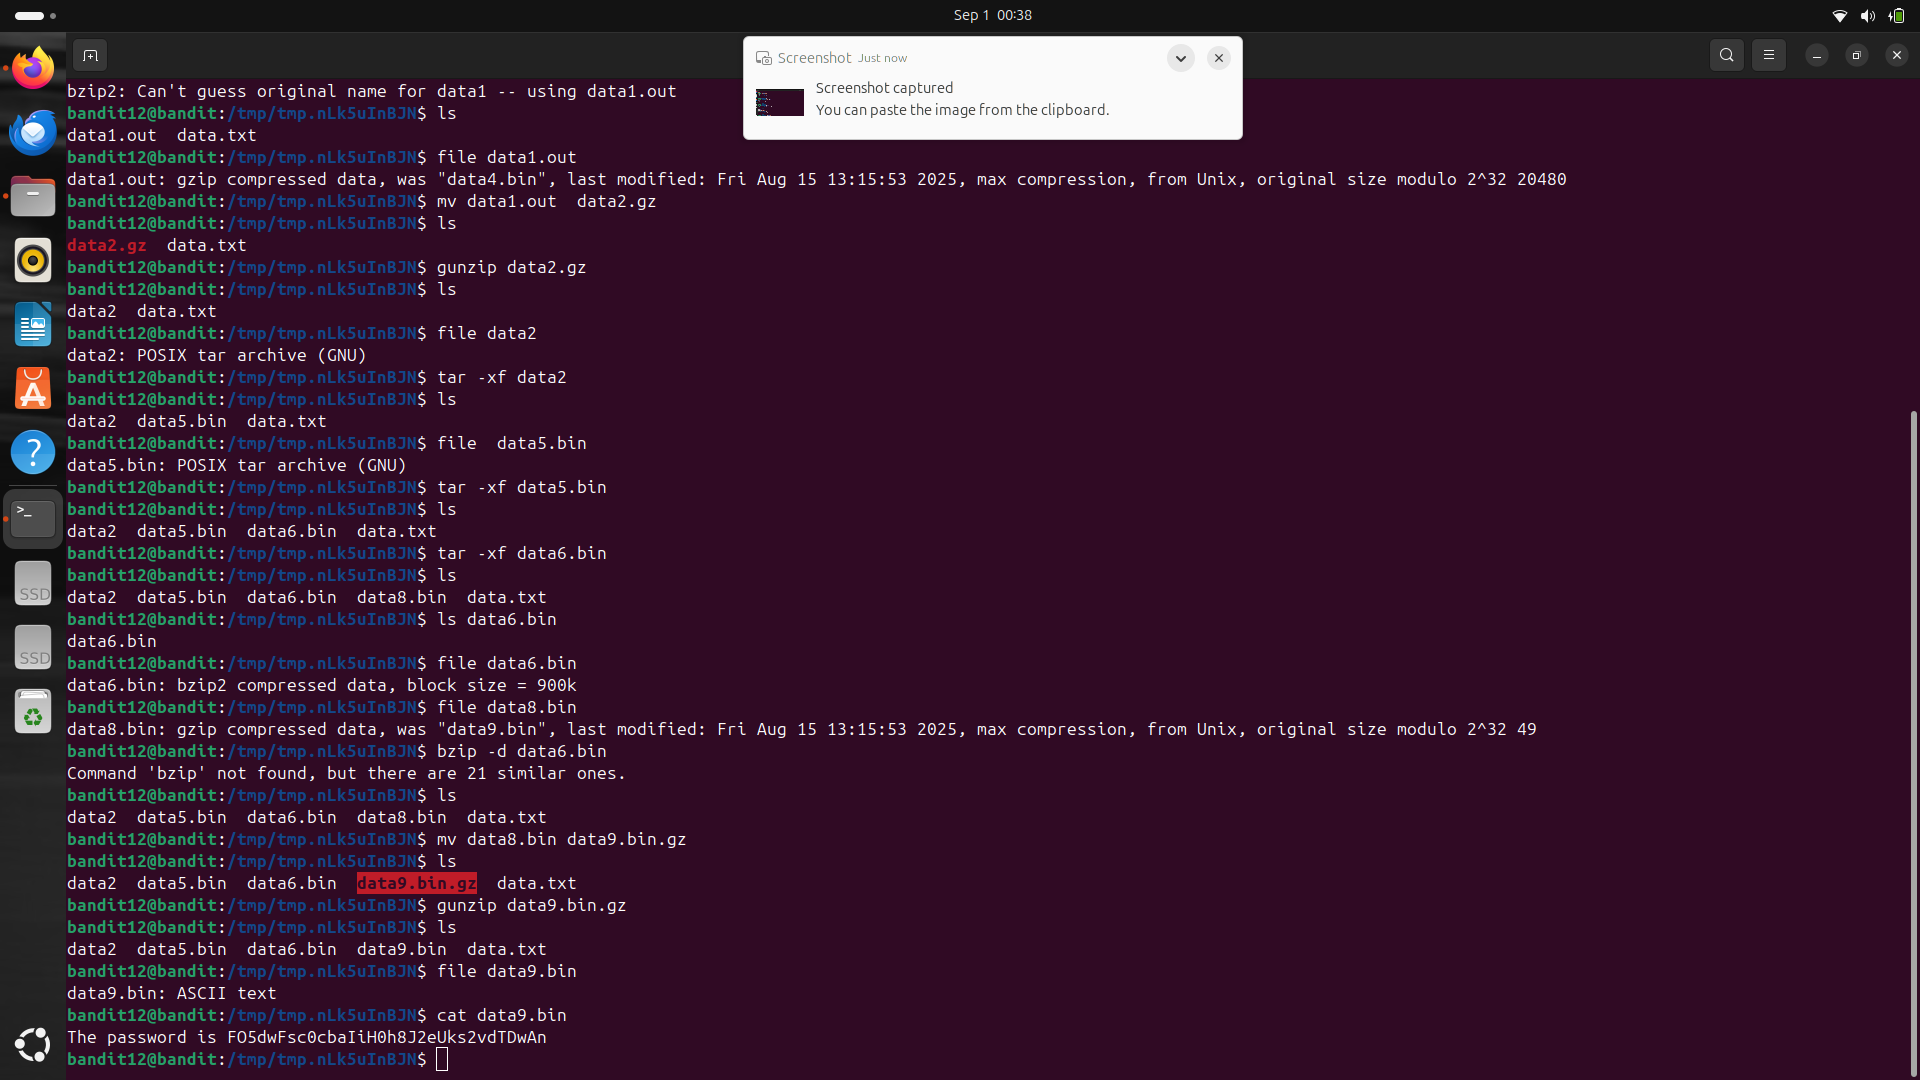 Sep 1 00:38
Screenshot Just now
Screenshot captured
You can paste the image from the clipboard.
bzip2: Can't guess original name for data1 -- using data1.out
bandit12@bandit:/tmp/tmp.nLk5uInBJN$ ls
data1.out  data.txt
bandit12@bandit:/tmp/tmp.nLk5uInBJN$ file data1.out
data1.out: gzip compressed data, was "data4.bin", last modified: Fri Aug 15 13:15:53 2025, max compression, from Unix, original size modulo 2^32 20480
bandit12@bandit:/tmp/tmp.nLk5uInBJN$ mv data1.out  data2.gz
bandit12@bandit:/tmp/tmp.nLk5uInBJN$ ls
data2.gz  data.txt
bandit12@bandit:/tmp/tmp.nLk5uInBJN$ gunzip data2.gz
bandit12@bandit:/tmp/tmp.nLk5uInBJN$ ls
data2  data.txt
bandit12@bandit:/tmp/tmp.nLk5uInBJN$ file data2
data2: POSIX tar archive (GNU)
bandit12@bandit:/tmp/tmp.nLk5uInBJN$ tar -xf data2
bandit12@bandit:/tmp/tmp.nLk5uInBJN$ ls
data2  data5.bin  data.txt
bandit12@bandit:/tmp/tmp.nLk5uInBJN$ file  data5.bin
data5.bin: POSIX tar archive (GNU)
bandit12@bandit:/tmp/tmp.nLk5uInBJN$ tar -xf data5.bin
bandit12@bandit:/tmp/tmp.nLk5uInBJN$ ls
data2  data5.bin  data6.bin  data.txt
bandit12@bandit:/tmp/tmp.nLk5uInBJN$ tar -xf data6.bin
bandit12@bandit:/tmp/tmp.nLk5uInBJN$ ls
data2  data5.bin  data6.bin  data8.bin  data.txt
bandit12@bandit:/tmp/tmp.nLk5uInBJN$ ls data6.bin
data6.bin
bandit12@bandit:/tmp/tmp.nLk5uInBJN$ file data6.bin
data6.bin: bzip2 compressed data, block size = 900k
bandit12@bandit:/tmp/tmp.nLk5uInBJN$ file data8.bin
data8.bin: gzip compressed data, was "data9.bin", last modified: Fri Aug 15 13:15:53 2025, max compression, from Unix, original size modulo 2^32 49
bandit12@bandit:/tmp/tmp.nLk5uInBJN$ bzip -d data6.bin
Command 'bzip' not found, but there are 21 similar ones.
bandit12@bandit:/tmp/tmp.nLk5uInBJN$ ls
data2  data5.bin  data6.bin  data8.bin  data.txt
bandit12@bandit:/tmp/tmp.nLk5uInBJN$ mv data8.bin data9.bin.gz
bandit12@bandit:/tmp/tmp.nLk5uInBJN$ ls
data2  data5.bin  data6.bin  data9.bin.gz  data.txt
bandit12@bandit:/tmp/tmp.nLk5uInBJN$ gunzip data9.bin.gz
bandit12@bandit:/tmp/tmp.nLk5uInBJN$ ls
data2  data5.bin  data6.bin  data9.bin  data.txt
bandit12@bandit:/tmp/tmp.nLk5uInBJN$ file data9.bin
data9.bin: ASCII text
bandit12@bandit:/tmp/tmp.nLk5uInBJN$ cat data9.bin
The password is FO5dwFsc0cbaIiH0h8J2eUks2vdTDwAn
bandit12@bandit:/tmp/tmp.nLk5uInBJN$
SSD
SSD